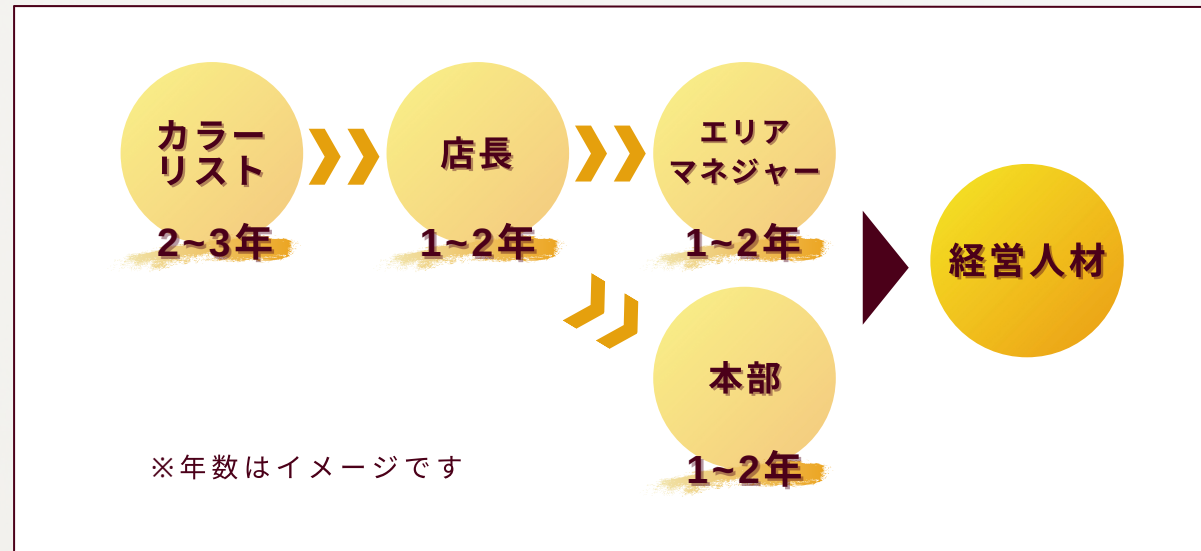 カラー
リスト
2~3年
店長
1~2年
エリア
マネジャー
1~2年
本部
1~2年
経営人材
※年数はイメージです